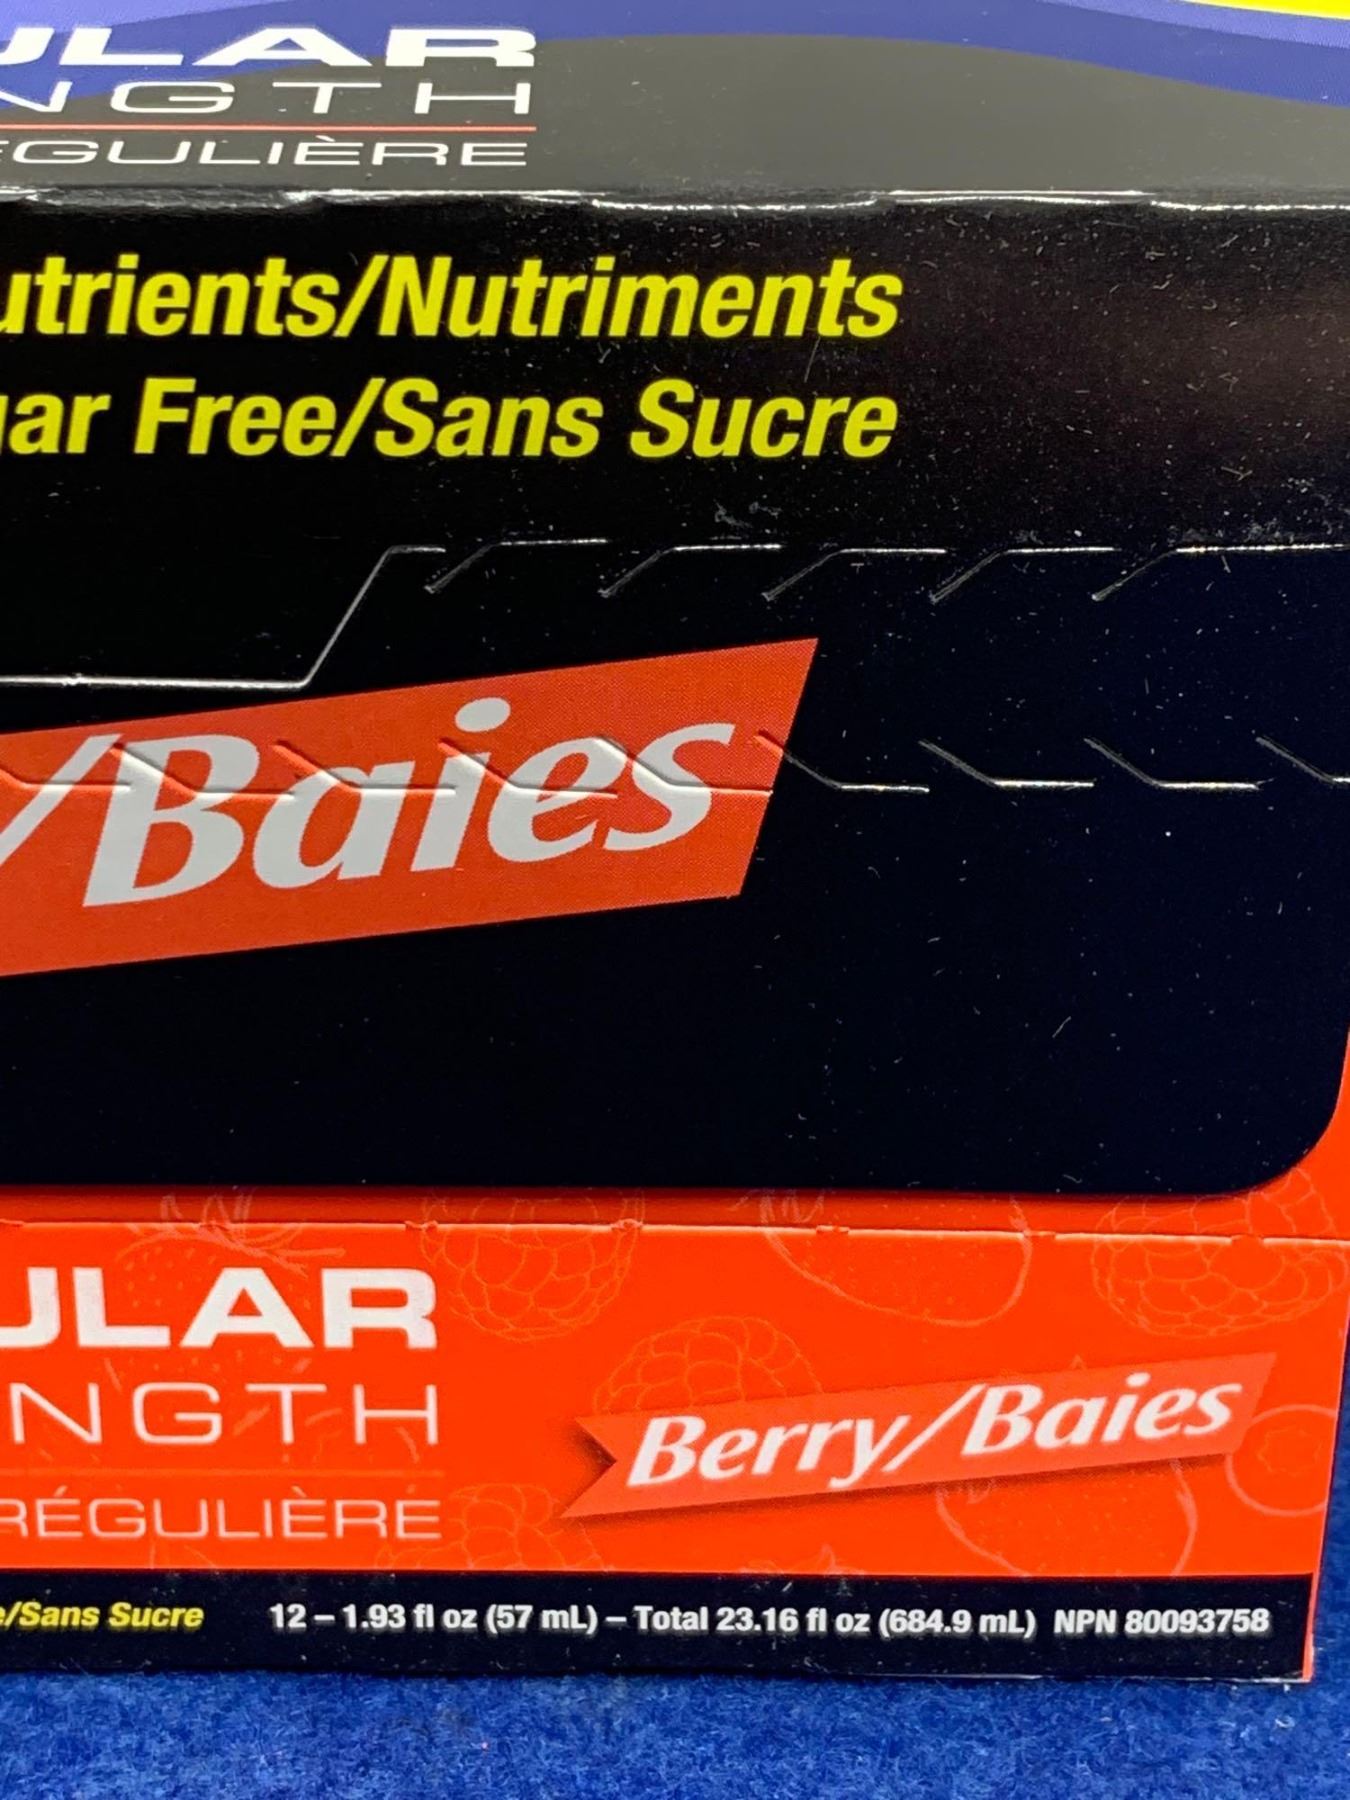 ULAR
NGTH
ÉGULIÈRE
utrients/Nutriments
gar Free/Sans Sucre
/Baies
ULAR
NGTH
RÉGULIÈRE
Berry/Baies
e/Sans Sucre 12 – 1.93 fl oz (57 mL) – Total 23.16 fl oz (684.9 mL) NPN 80093758